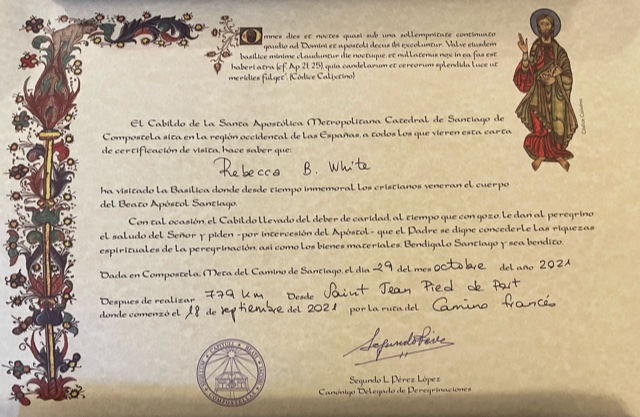 Omnes dies et noctes quasi sub una sollempnitate continuato
gaudio ad Domini et apostoli decus ibi excoluntur. Valve eiusdem
basilice minime clauduntur die noctuque, et nullatenus nox in ea fas est
haberi atra (cf. Ap 21, 25), quia candelarum et cereorum splendida luce ut
meridies fulget". (Códice Calixtino)
El Cabildo de la Santa Apostólica Metropolitana Catedral de Santiago de
Compostela sita en la región occidental de las Españas, a todos los que vieren esta carta
de certificación de visita, hace saber que:
Rebecca B. White
ha visitado la Basílica donde desde tiempo inmemorial los cristianos veneran el cuerpo
del Beato Apóstol Santiago.
Con tal ocasión, el Cabildo llevado del deber de caridad, al tiempo que con gozo, le dan al peregrino
el saludo del Señor y piden -por intercesión del Apóstol- que el Padre se digne concederle las riquezas
espirituales de la peregrinación, así como los bienes materiales. Bendígalo Santiago y sea bendito.
Dada en Compostela, Meta del Camino de Santiago, el día 29 del mes octobre del año 2021
Después de realizar 779 km Desde Saint Jean Pied de Port
donde comenzó el 18 de septiembre del 2021 por la ruta del Camino francés
Segundo L. Pérez López
Canónigo Delegado de Peregrinaciones
Códice Calixtino